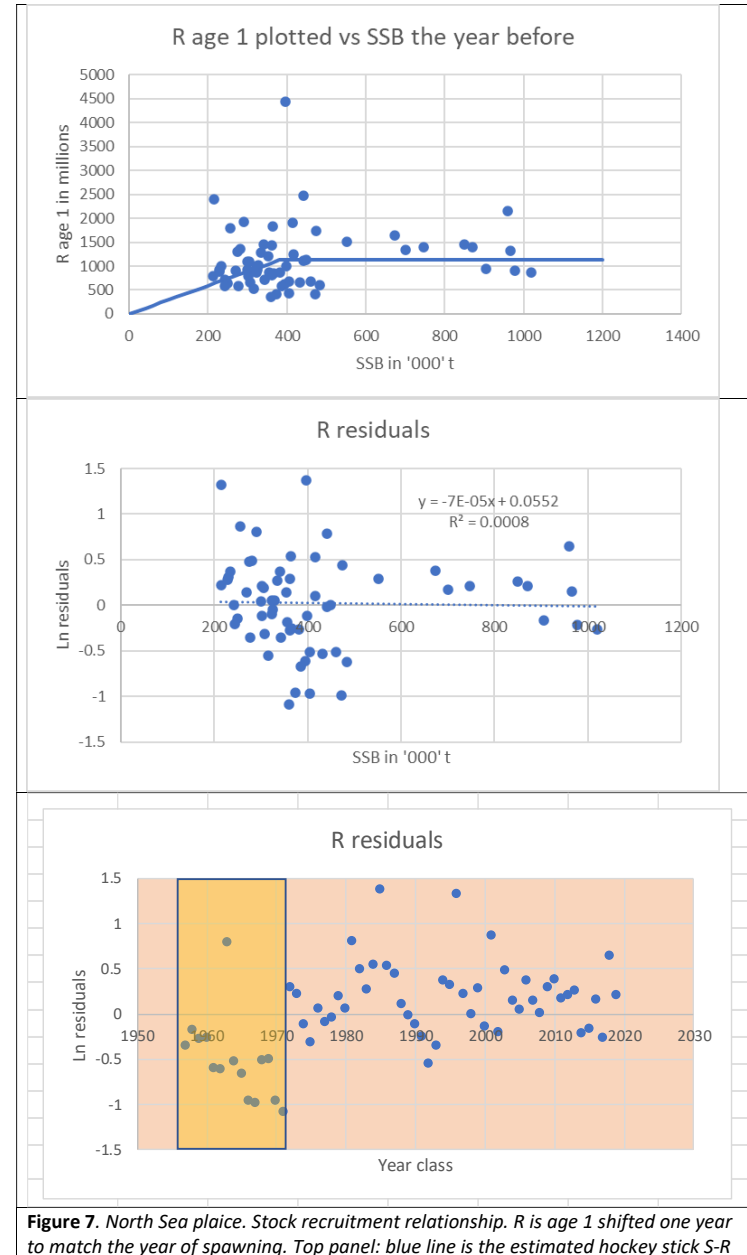 R age 1 plotted vs SSB the year before
5000
4500
4000
3500
3000
2500
2000
1500
1000
500
0
R age 1 in millions
0 200 400 600 800 1000 1200 1400
SSB in '000' t
R residuals
y = -7E-05x + 0.0552
R² = 0.0008
1.5
1
0.5
0
-0.5
-1
-1.5
Ln residuals
0 200 400 600 800 1000 1200
SSB in '000' t
R residuals
1.5
1
0.5
0
-0.5
-1
-1.5
Ln residuals
1950 1960 1970 1980 1990 2000 2010 2020 2030
Year class
Figure 7. North Sea plaice. Stock recruitment relationship. R is age 1 shifted one year
to match the year of spawning. Top panel: blue line is the estimated hockey stick S-R